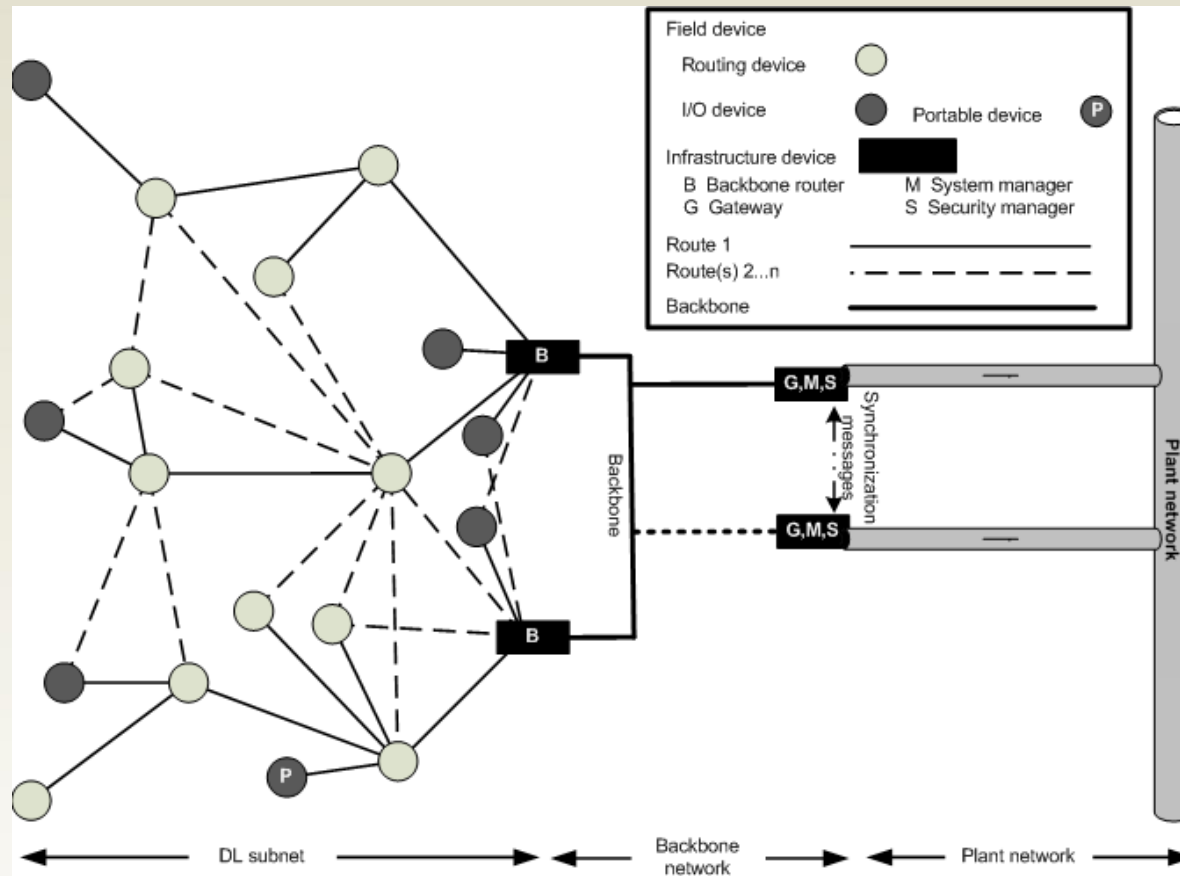 Field device
Routing device
I/O device
Portable device
P
Infrastructure device
B Backbone router
M System manager
G Gateway
S Security manager
Route 1
Route(s) 2...n
Backbone
B
G,M,S
Synchronization
messages
Backbone
Plant network
G,M,S
B
P
DL subnet
Backbone
network
Plant network